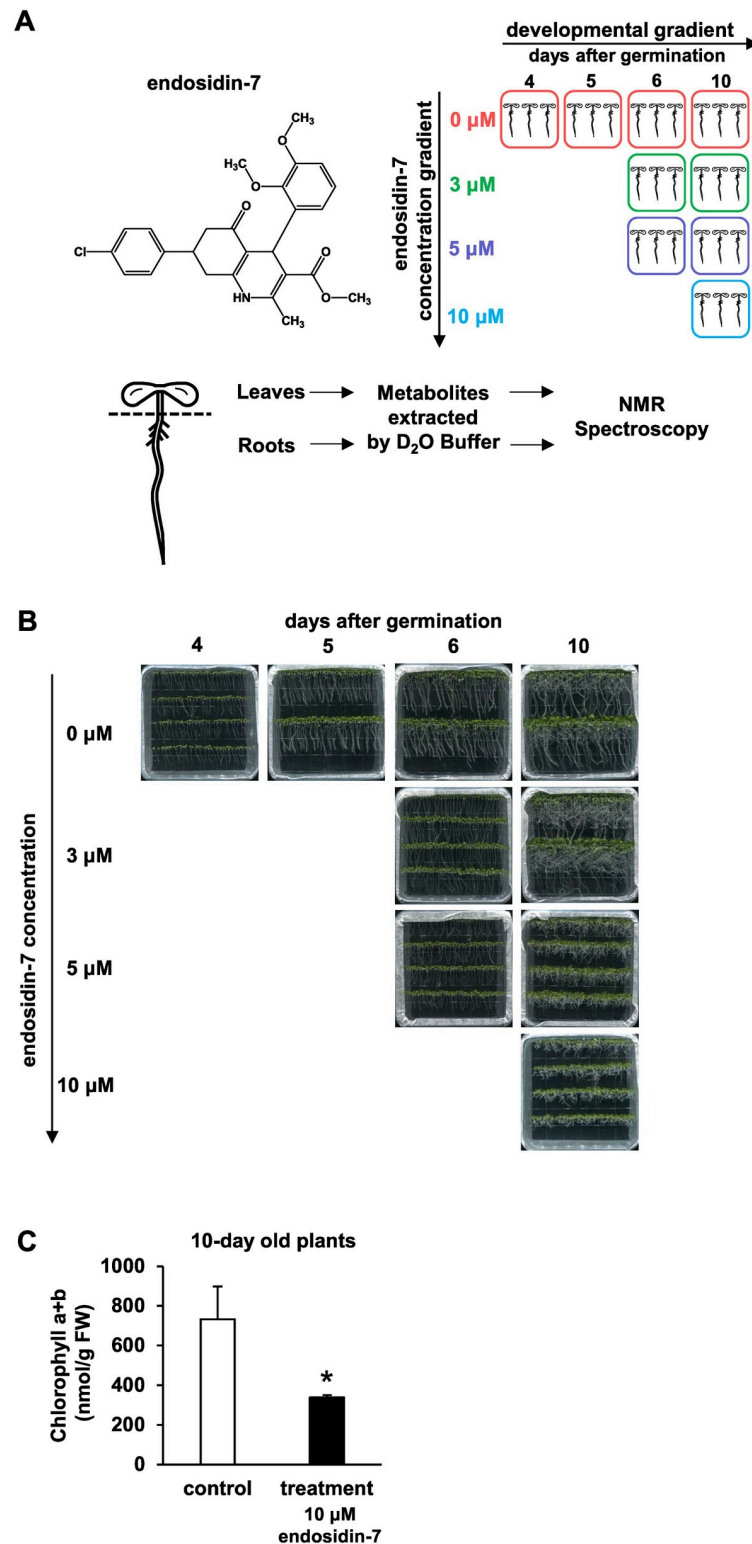 A
endosidin-7
CH₃
O
H₃C
O
O
Cl
O
O
CH₃
HN
CH₃
developmental gradient
days after germination
4 5 6 10
endosidin-7
concentration gradient
0 µM
3 µM
5 µM
10 µM
Leaves
Roots
Metabolites
extracted
by D₂O Buffer
NMR
Spectroscopy
B
days after germination
4 5 6 10
endosidin-7 concentration
0 µM
3 µM
5 µM
10 µM
C
10-day old plants
Chlorophyll a+b
(nmol/g FW)
1000
800
600
400
200
0
*
control
treatment
10 µM
endosidin-7